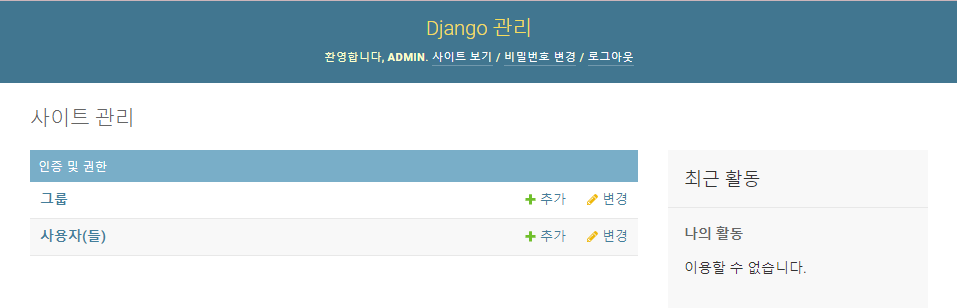 Django 관리
환영합니다, ADMIN. 사이트 보기 / 비밀번호 변경 / 로그아웃
사이트 관리
인증 및 권한
그룹 추가 변경
사용자(들) 추가 변경
최근 활동
나의 활동
이용할 수 없습니다.